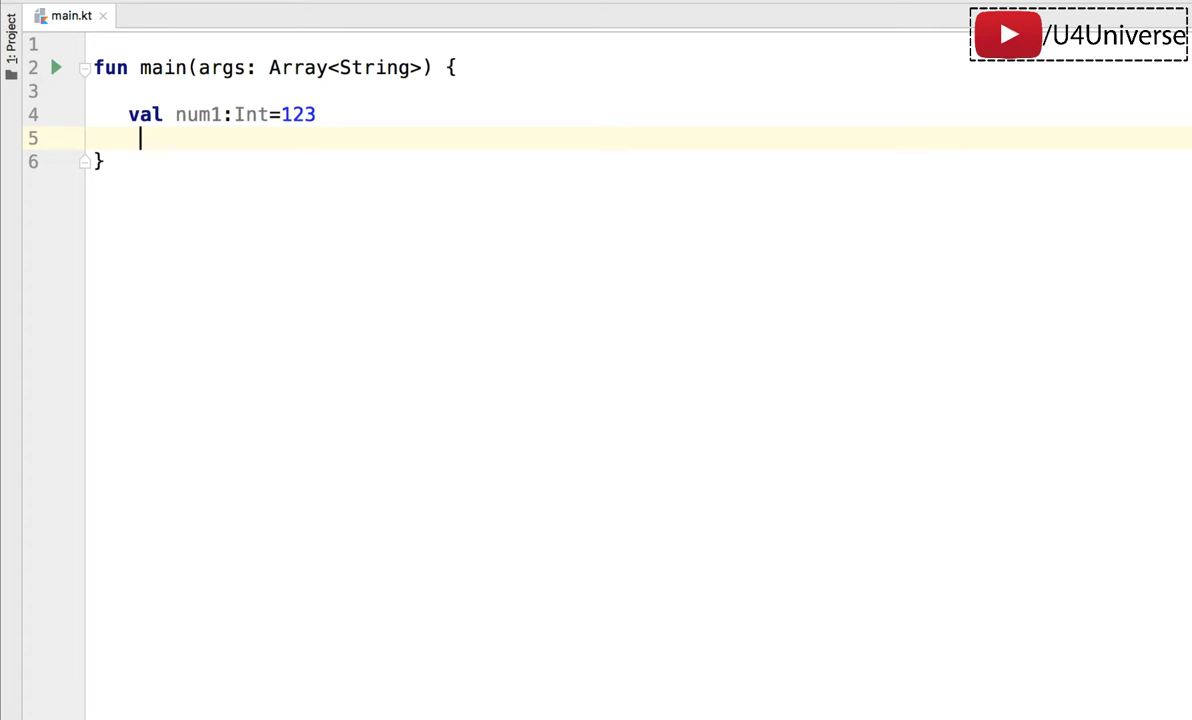 main.kt
/U4Universe
1: Project
1
2 fun main(args: Array<String>) {
3
4 val num1:Int=123
5
6 }